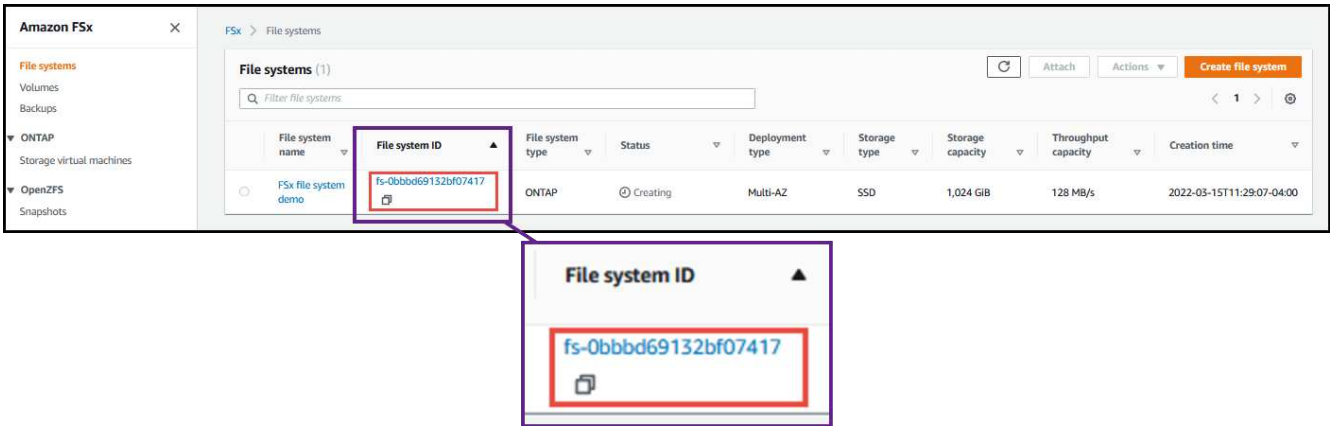 Amazon FSx
FSx > File systems
File systems
Volumes
Backups
ONTAP
Storage virtual machines
OpenZFS
Snapshots
File systems (1)
Attach Actions Create file system
Filter file systems
1
File system name File system ID File system type Status Deployment type Storage type Storage capacity Throughput capacity Creation time
FSx file system demo fs-0bbbd69132bf07417 ONTAP Creating Multi-AZ SSD 1,024 GiB 128 MB/s 2022-03-15T11:29:07-04:00
File system ID
fs-0bbbd69132bf07417